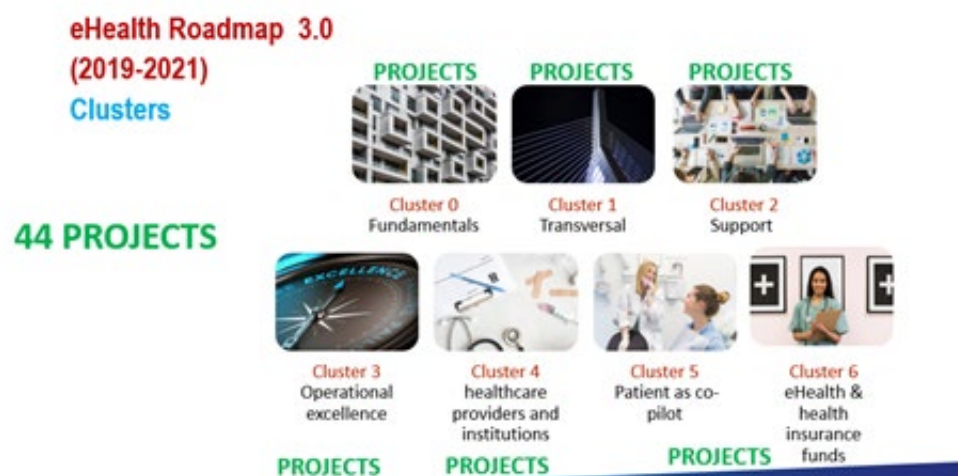 eHealth Roadmap 3.0
(2019-2021)
Clusters
PROJECTS PROJECTS PROJECTS
Cluster 0
Fundamentals
Cluster 1
Transversal
Cluster 2
Support
44 PROJECTS
EXCELLENCE
Cluster 3
Operational
excellence
Cluster 4
healthcare
providers and
institutions
Cluster 5
Patient as co-
pilot
Cluster 6
eHealth &
health
insurance
funds
PROJECTS PROJECTS PROJECTS